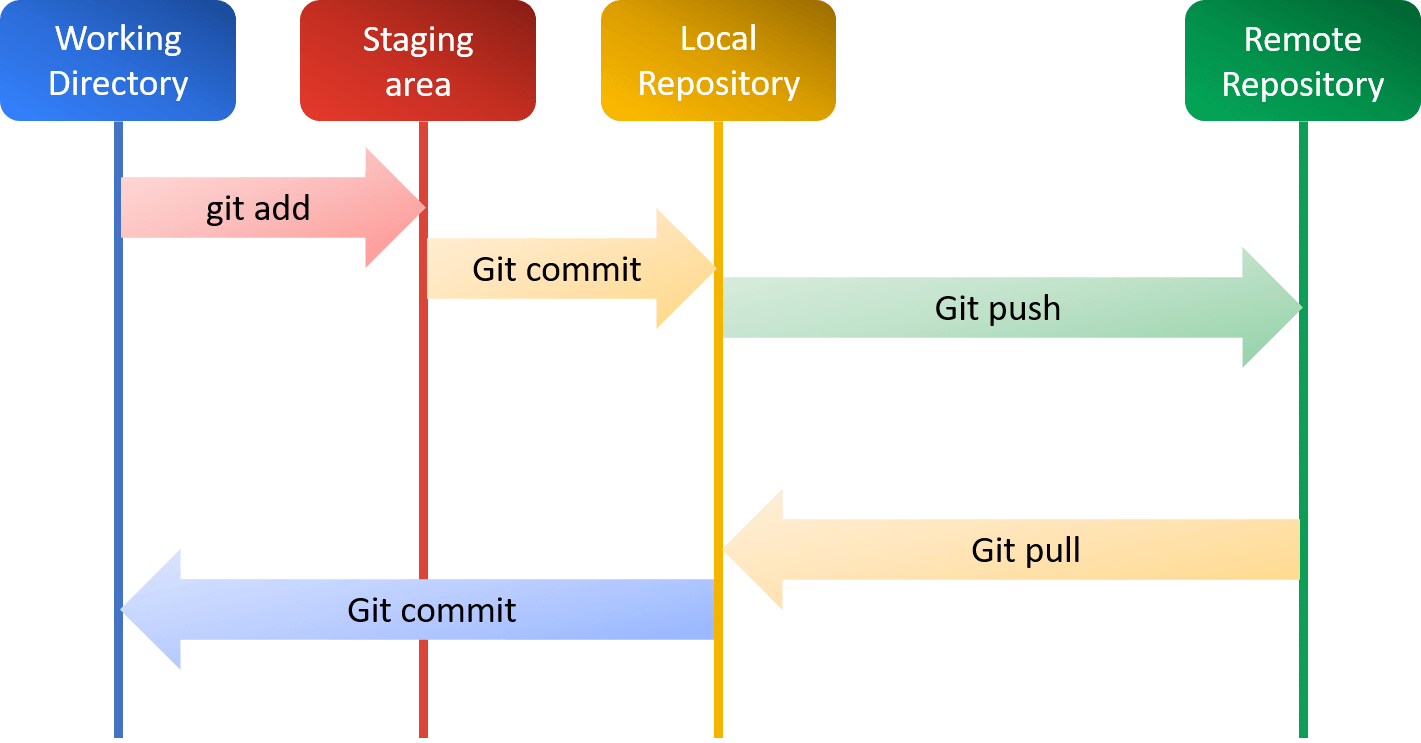 Working
Directory
Staging
area
Local
Repository
Remote
Repository
git add
Git commit
Git push
Git pull
Git commit